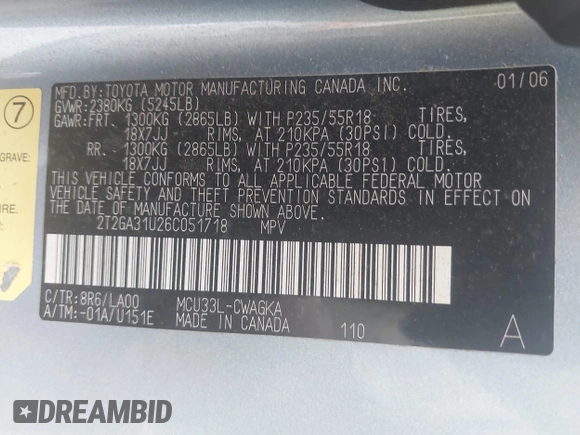 7
GRAVE:
IRE.
MFD.BY:TOYOTA MOTOR MANUFACTURING CANADA INC. 01/06
GVWR:2380KG (5245LB)
GAWR:FRT. 1300KG (2865LB) WITH P235/55R18 TIRES,
18X7JJ RIMS, AT 210KPA (30PSI) COLD.
RR. 1300KG (2865LB) WITH P235/55R18 TIRES,
18X7JJ RIMS, AT 210KPA (30PSI) COLD.
THIS VEHICLE CONFORMS TO ALL APPLICABLE FEDERAL MOTOR
VEHICLE SAFETY AND THEFT PREVENTION STANDARDS IN EFFECT ON
THE DATE OF MANUFACTURE SHOWN ABOVE.
2T2GA31U26C051718 MPV
C/TR:8R6/LA00 MCU33L-CWAGKA
A/TM:-01A/U151E MADE IN CANADA 110 A
DREAMBID